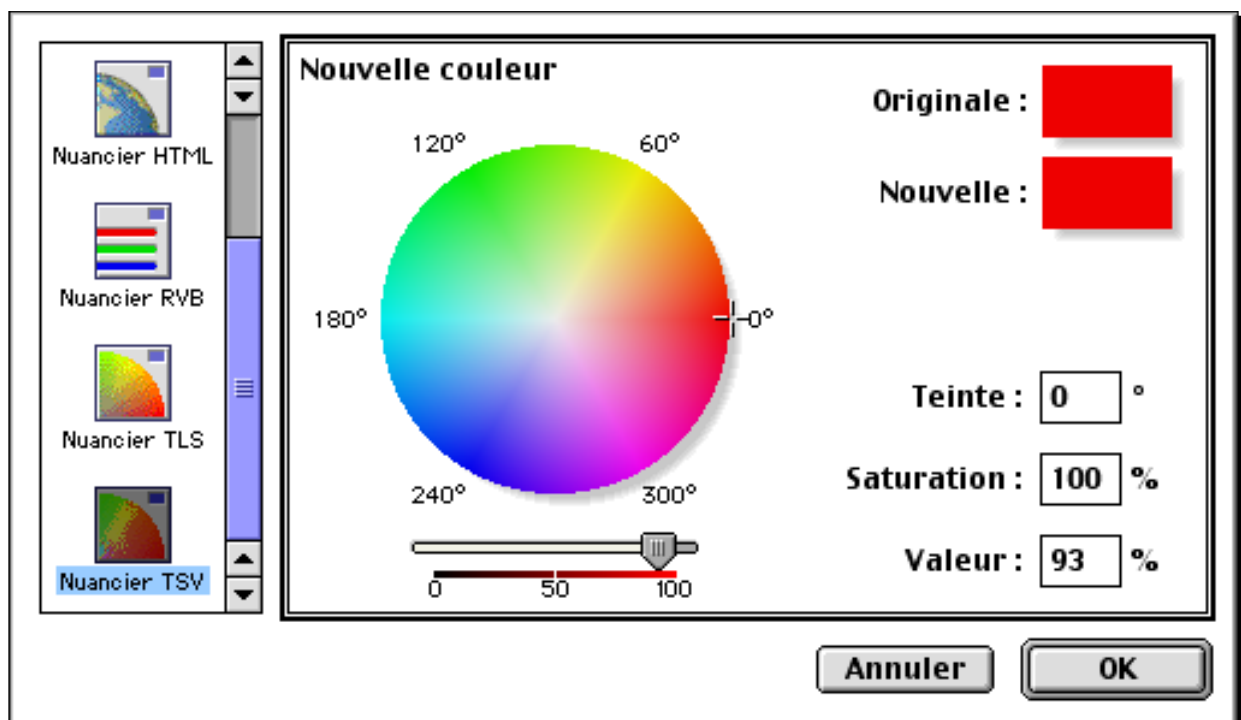 Nuancier HTML
Nuancier RVB
Nuancier TLS
Nuancier TSV
Nouvelle couleur
120°
60°
180°
0°
240°
300°
0
50
100
Originale :
Nouvelle :
Teinte : 0 °
Saturation : 100 %
Valeur : 93 %
Annuler
OK